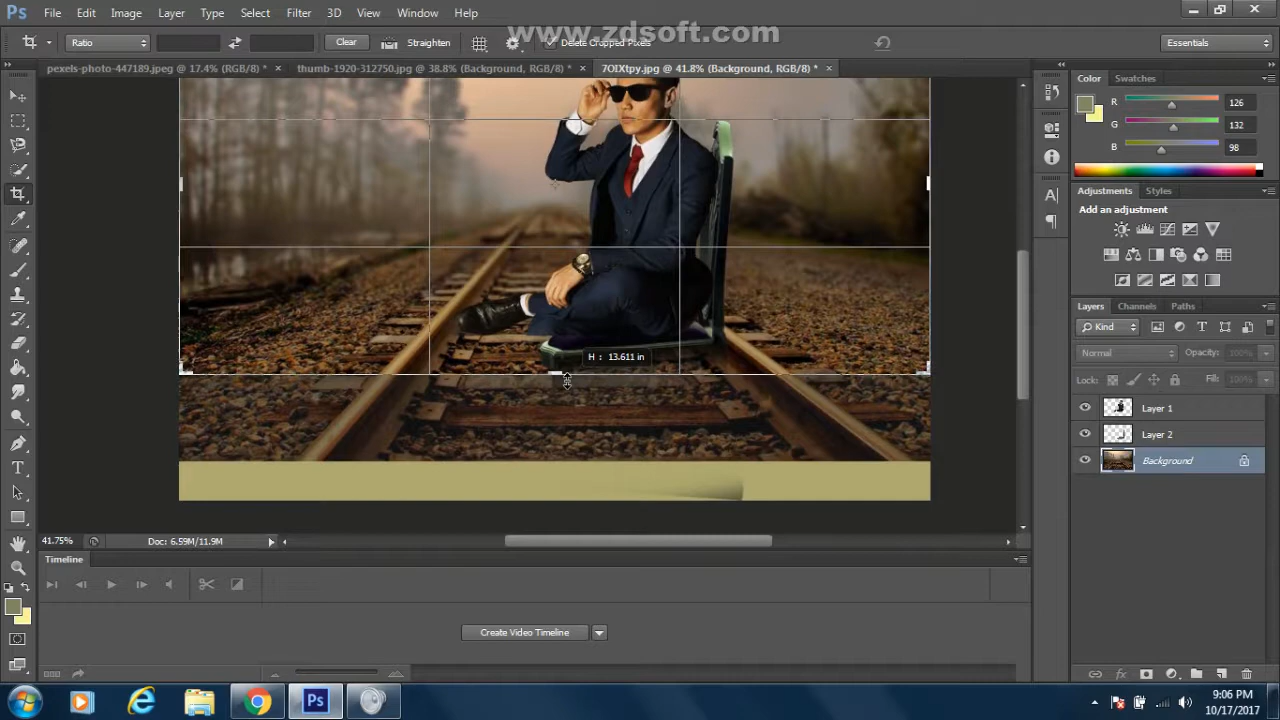 Ps File Edit Image Layer Type Select Filter 3D View Window Help
www.zdsoft.com
Ratio Clear Straighten Delete Cropped Pixels Essentials
pexels-photo-447189.jpeg @ 17.4% (RGB/8) * × thumb-1920-312750.jpg @ 38.8% (Background, RGB/8) * × 7OIXtpy.jpg @ 41.8% (Background, RGB/8) * ×
Color Swatches
R 126
G 132
B 98
Adjustments Styles
Add an adjustment
Layers Channels Paths
Kind
Normal Opacity: 100%
Lock: Fill: 100%
Layer 1
Layer 2
Background
H : 13.611 in
41.75% Doc: 6.59M/11.9M
Timeline
Create Video Timeline
Ps
9:06 PM
10/17/2017